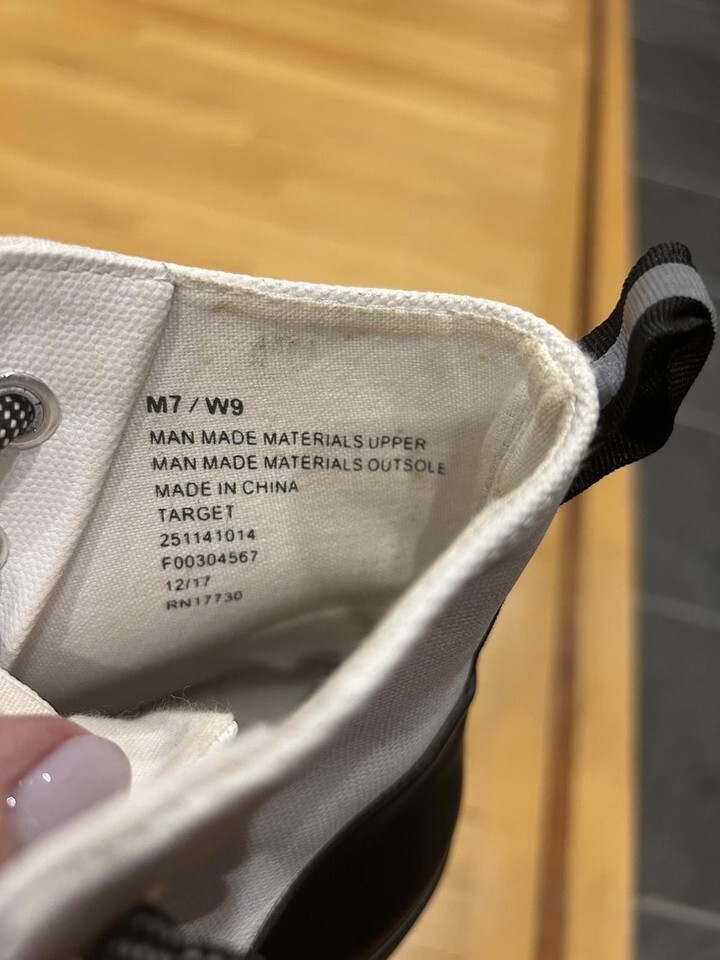 M7 / W9
MAN MADE MATERIALS UPPER
MAN MADE MATERIALS OUTSOLE
MADE IN CHINA
TARGET
251141014
F00304567
12/17
RN17730